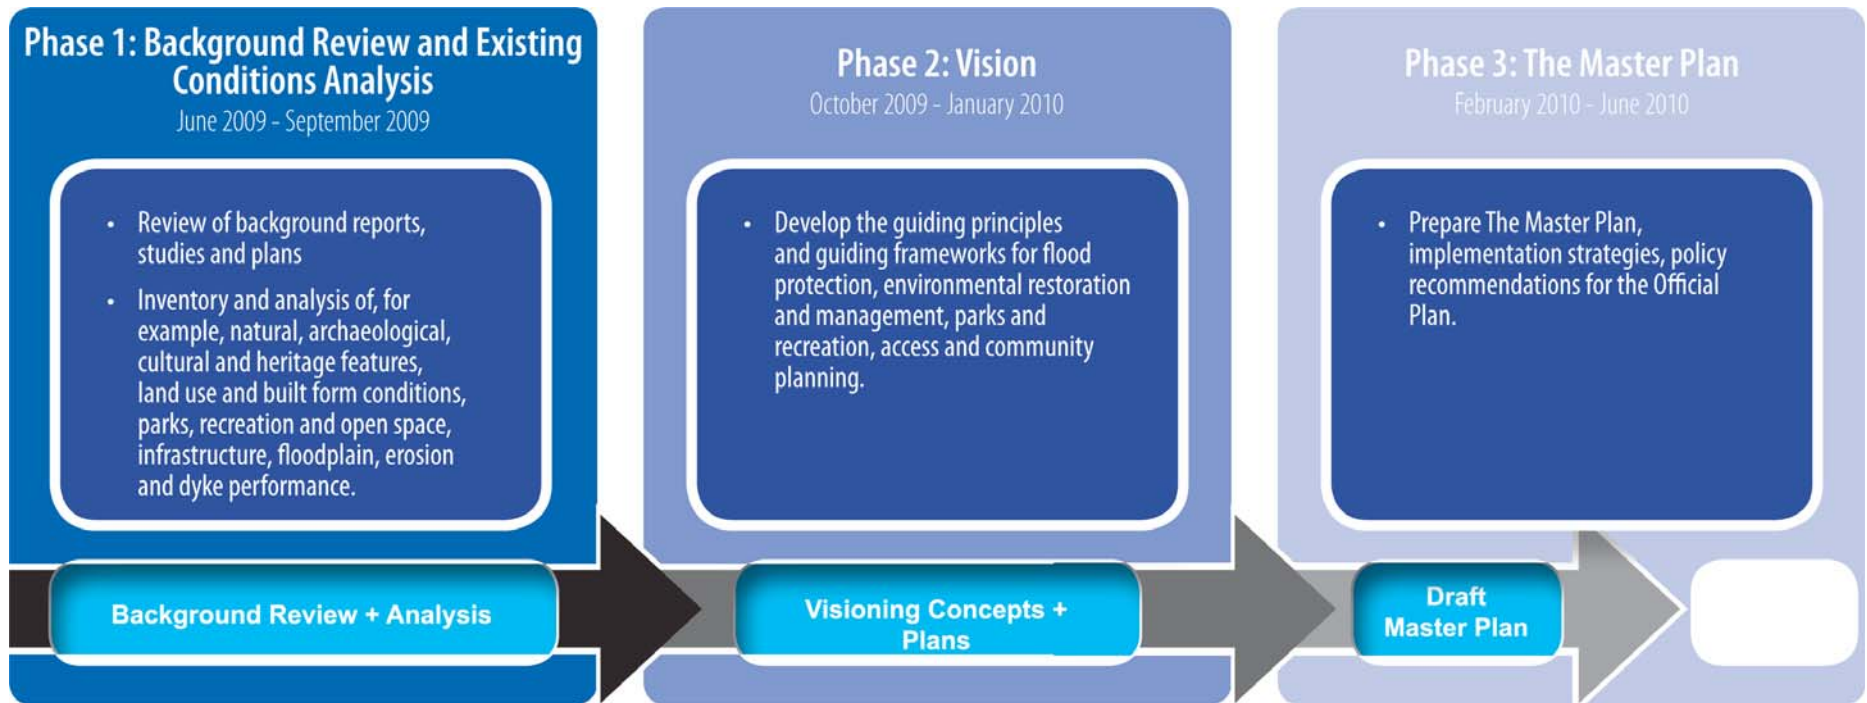 Phase 1: Background Review and Existing
Conditions Analysis
June 2009 - September 2009
• Review of background reports,
studies and plans
• Inventory and analysis of, for
example, natural, archaeological,
cultural and heritage features,
land use and built form conditions,
parks, recreation and open space,
infrastructure, floodplain, erosion
and dyke performance.
Background Review + Analysis
Phase 2: Vision
October 2009 - January 2010
• Develop the guiding principles
and guiding frameworks for flood
protection, environmental restoration
and management, parks and
recreation, access and community
planning.
Visioning Concepts +
Plans
Phase 3: The Master Plan
February 2010 - June 2010
• Prepare The Master Plan,
implementation strategies, policy
recommendations for the Official
Plan.
Draft
Master Plan